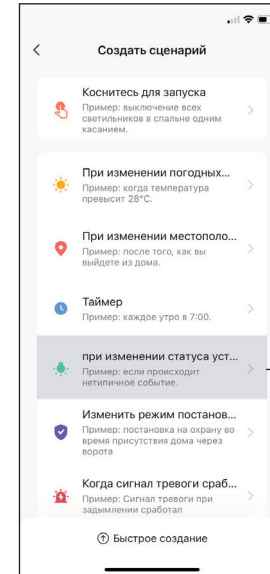 Создать сценарий
Коснитесь для запуска
Пример: выключение всех
светильников в спальне одним
касанием.
При изменении погодных...
Пример: когда температура
превысит 28°C.
При изменении местополо...
Пример: после того, как вы
выйдете из дома.
Таймер
Пример: каждое утро в 7:00.
при изменении статуса уст...
Пример: если происходит
нетипичное событие.
Изменить режим постанов...
Пример: постановка на охрану во
время присутствия дома через
ворота
Когда сигнал тревоги сраб...
Пример: Сигнал тревоги при
задымлении сработал
Быстрое создание